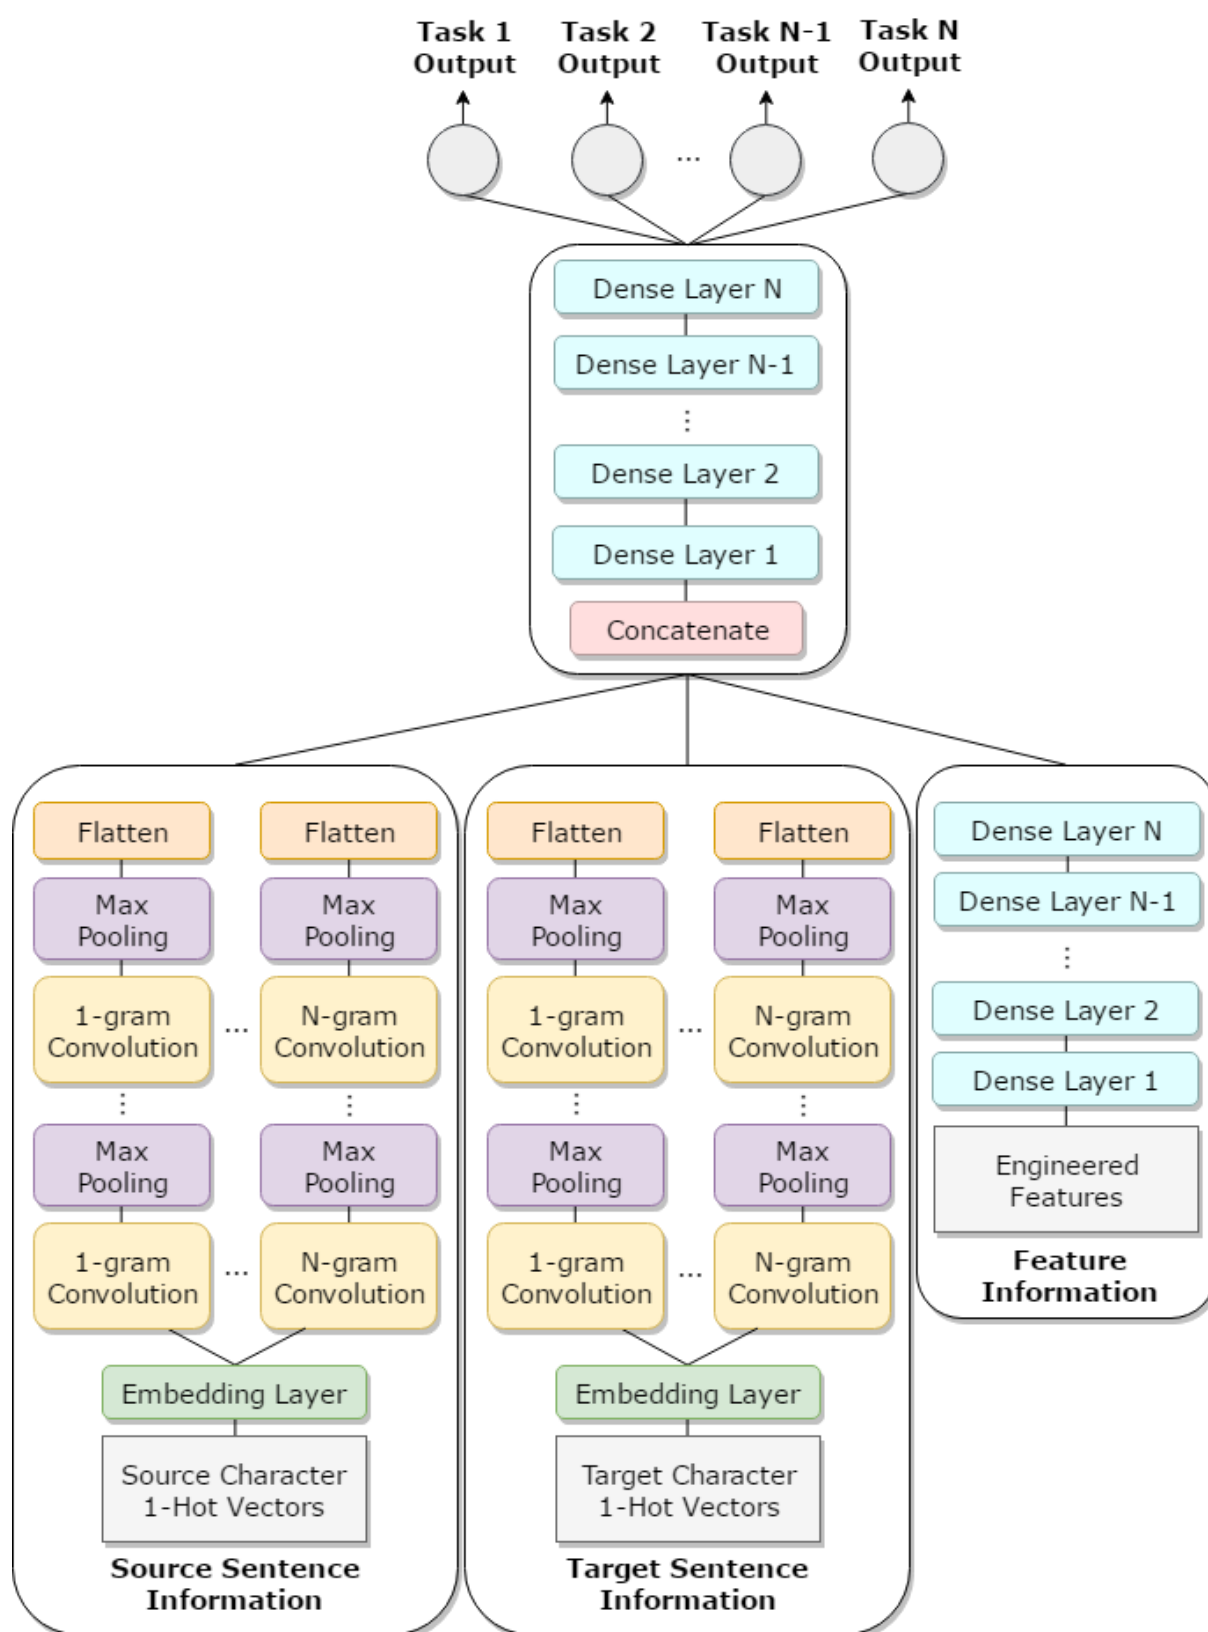 Task 1
Output
Task 2
Output
Task N-1
Output
Task N
Output
...
Dense Layer N
Dense Layer N-1
...
Dense Layer 2
Dense Layer 1
Concatenate
Flatten
Max
Pooling
1-gram
Convolution
...
Max
Pooling
1-gram
Convolution
...
...
Flatten
Max
Pooling
N-gram
Convolution
...
Max
Pooling
N-gram
Convolution
Embedding Layer
Source Character
1-Hot Vectors
Source Sentence
Information
Flatten
Max
Pooling
1-gram
Convolution
...
Max
Pooling
1-gram
Convolution
...
...
Flatten
Max
Pooling
N-gram
Convolution
...
Max
Pooling
N-gram
Convolution
Embedding Layer
Target Character
1-Hot Vectors
Target Sentence
Information
Dense Layer N
Dense Layer N-1
...
Dense Layer 2
Dense Layer 1
Engineered
Features
Feature
Information